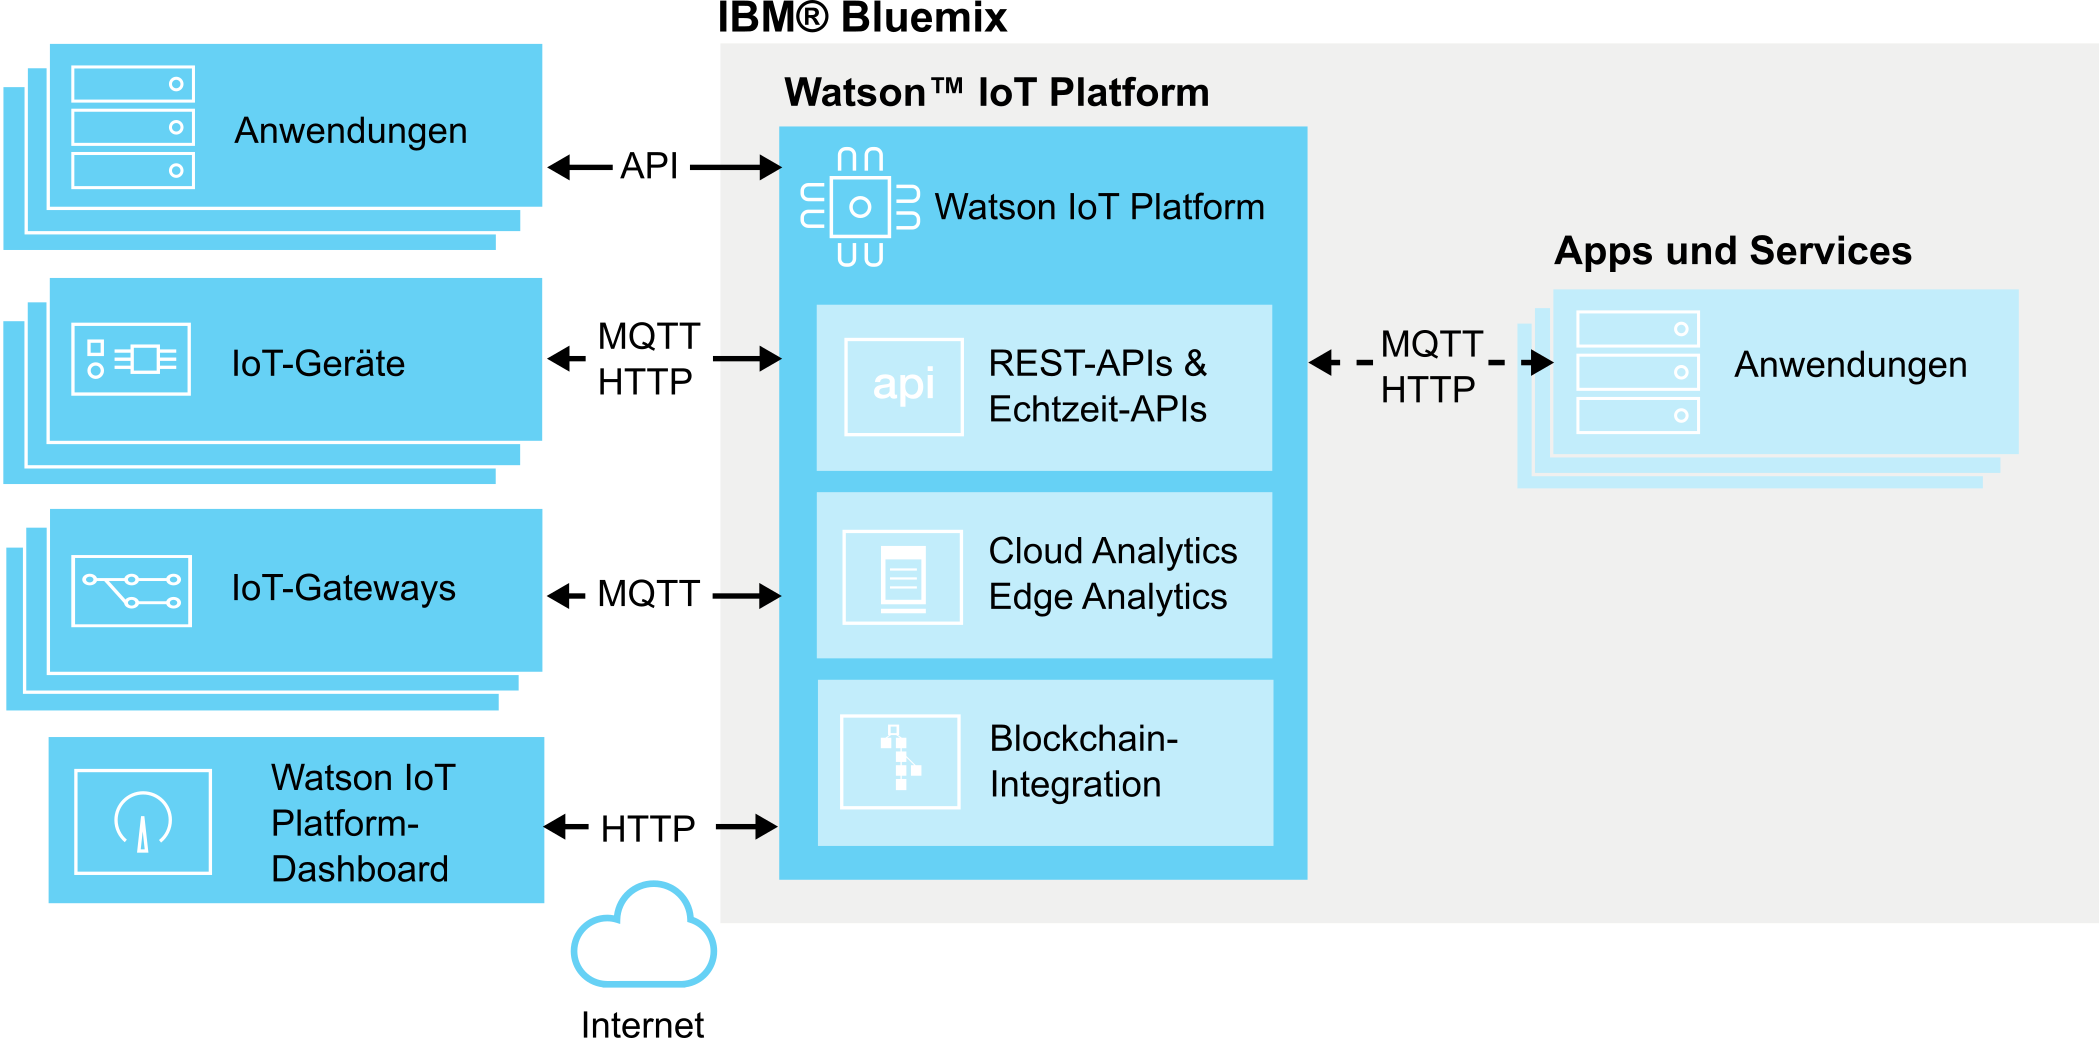 IBM® Bluemix
Watson™ IoT Platform
Anwendungen
API
Watson IoT Platform
Apps und Services
IoT-Geräte
MQTT
HTTP
api
REST-APIs &
Echtzeit-APIs
MQTT
HTTP
Anwendungen
IoT-Gateways
MQTT
Cloud Analytics
Edge Analytics
Watson IoT
Platform-
Dashboard
HTTP
Blockchain-
Integration
Internet